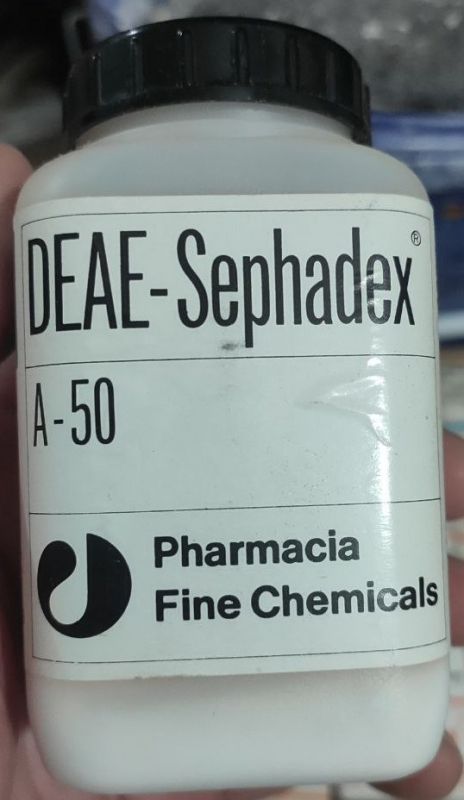 DEAE-Sephadex®
A-50
Pharmacia
Fine Chemicals